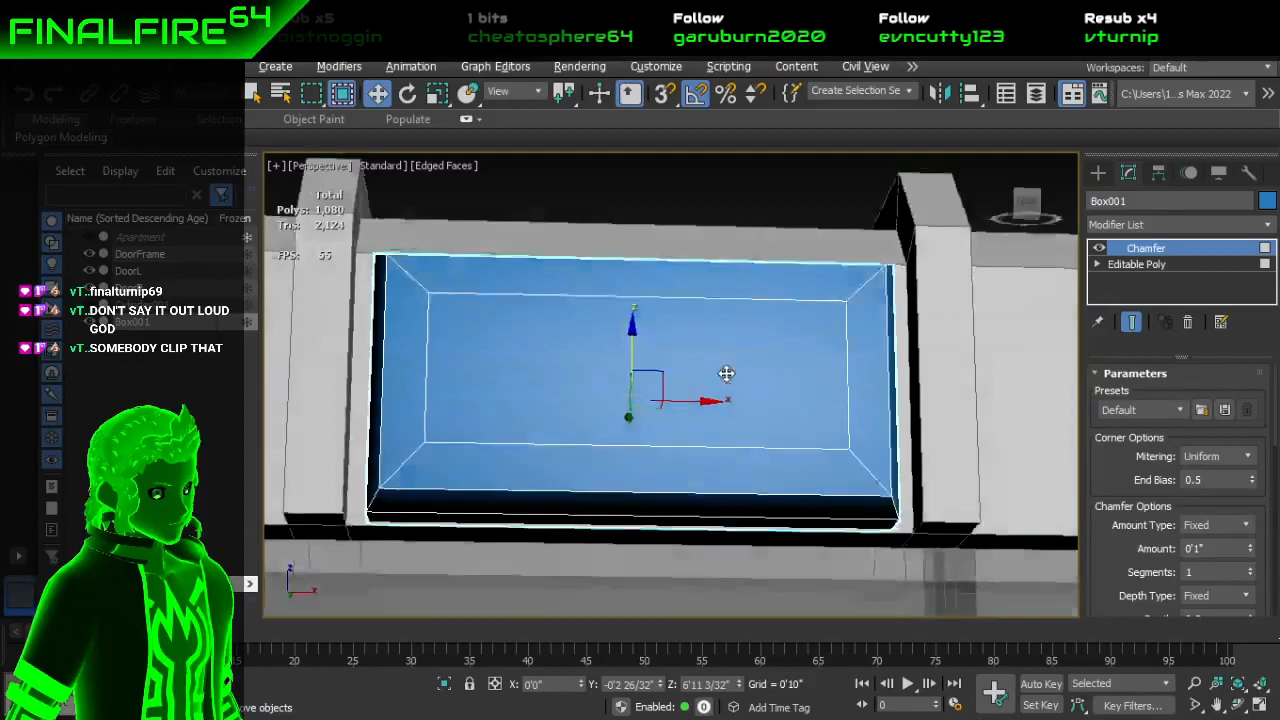 FINALFIRE64
Resub x5
1 bits
cheatosphere64
Follow
garuburn2020
Follow
evncutty123
Resub x4
vturnip
Create
Modifiers
Animation
Graph Editors
Rendering
Customize
Scripting
Content
Civil View
Workspaces: Default
View
Create Selection Se
C:\Users\1...s Max 2022
Modeling
Freeform
Selection
Object Paint
Populate
Polygon Modeling
Select
Display
Edit
Customize
Name (Sorted Descending Age)
Frozen
Apartment
DoorFrame
DoorL
Box001
vT..finalturnip69
vT..DON'T SAY IT OUT LOUD
GOD
vT..SOMEBODY CLIP THAT
[+] [Perspective] [Standard] [Edged Faces]
Total
Polys: 1,080
Tris: 2,124
FPS: 55
Box001
Modifier List
Chamfer
Editable Poly
Parameters
Presets
Default
Corner Options
Mitering: Uniform
End Bias: 0.5
Chamfer Options
Amount Type: Fixed
Amount: 0'1"
Segments: 1
Depth Type: Fixed
15 20 25 30 35 40 45 50 55 60 65 70 75 80 85 90 95 100
X: 0'0"
Y: -0'2 26/32"
Z: 6'11 3/32"
Grid = 0'10"
Auto Key
Selected
ove objects
Enabled:
0
Add Time Tag
0
Set Key
Key Filters...